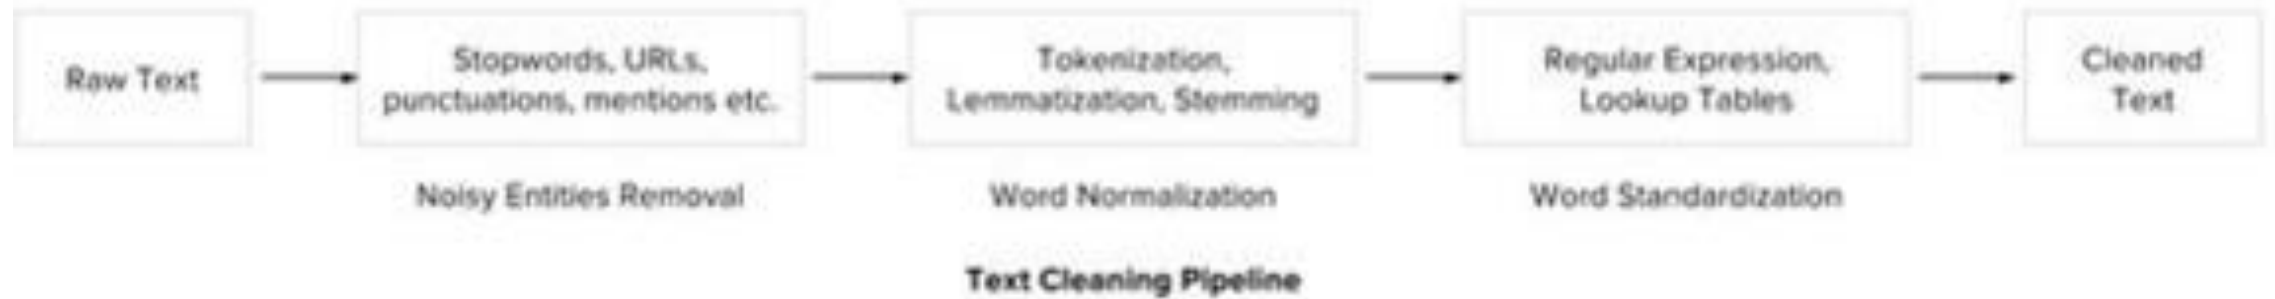 Raw Text
Stopwords, URLs,
punctuations, mentions etc.
Tokenization,
Lemmatization, Stemming
Regular Expression,
Lookup Tables
Cleaned
Text
Noisy Entities Removal
Word Normalization
Word Standardization
Text Cleaning Pipeline